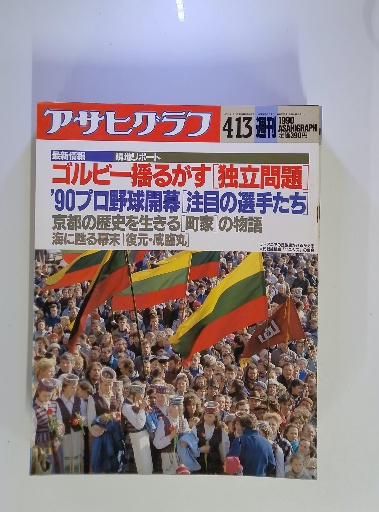 アサヒグラフ
4・13 週刊
1990
ASAHIGRAPH
定価390円
最新情報 現地リポート
ゴルビー揺るがす[独立問題]
'90プロ野球開幕[注目の選手たち]
京都の歴史を生きる[町家]の物語
海に甦る幕末[復元・咸臨丸]